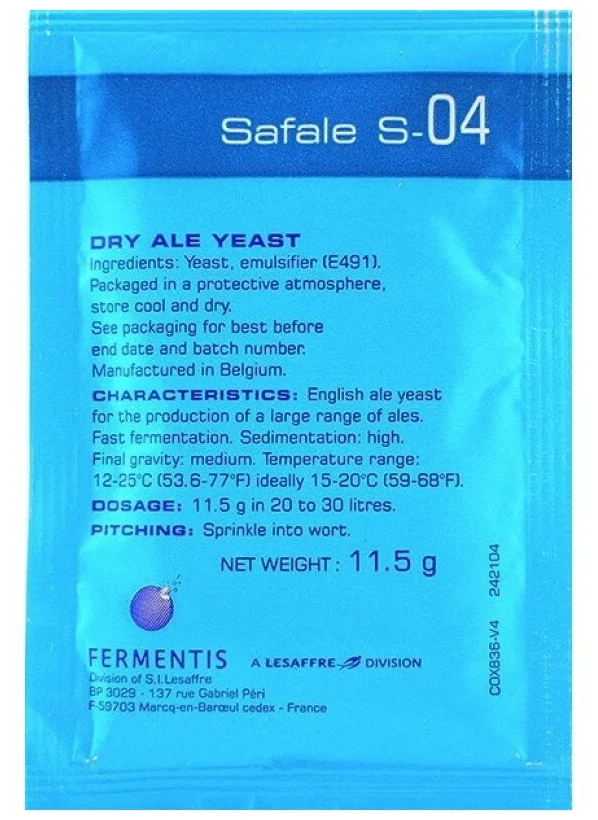 Safale S-04
DRY ALE YEAST
Ingredients: Yeast, emulsifier (E491).
Packaged in a protective atmosphere,
store cool and dry.
See packaging for best before
end date and batch number.
Manufactured in Belgium.
CHARACTERISTICS: English ale yeast
for the production of a large range of ales.
Fast fermentation. Sedimentation: high.
Final gravity: medium. Temperature range:
12-25°C (53.6-77°F) ideally 15-20°C (59-68°F).
DOSAGE: 11.5 g in 20 to 30 litres.
PITCHING: Sprinkle into wort.
NET WEIGHT: 11.5 g
COX836-V4 242104
FERMENTIS A LESAFFRE DIVISION
Division of S.I.Lesaffre
BP 3029 - 137 rue Gabriel Péri
F-59703 Marcq-en-Barœul cedex - France